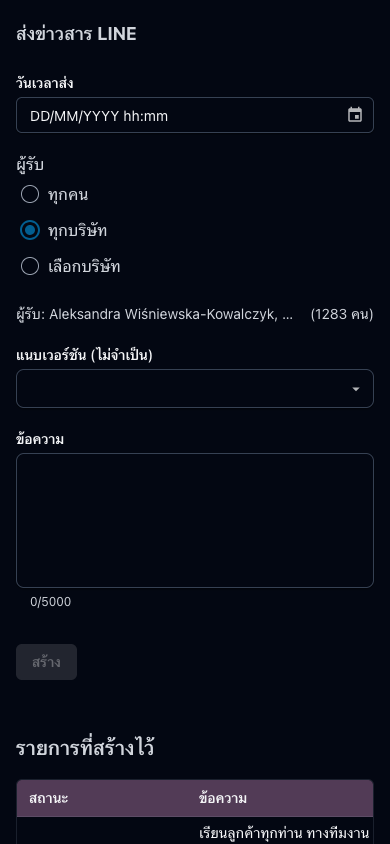 ส่งข่าวสาร LINE
วันเวลาส่ง
DD/MM/YYYY hh:mm
ผู้รับ
ทุกคน
ทุกบริษัท
เลือกบริษัท
ผู้รับ: Aleksandra Wiśniewska-Kowalczyk, ... (1283 คน)
แนบเวอร์ชัน (ไม่จำเป็น)
ข้อความ
0/5000
สร้าง
รายการที่สร้างไว้
สถานะ ข้อความ
เรียนลูกค้าทุกท่าน ทางทีมงาน